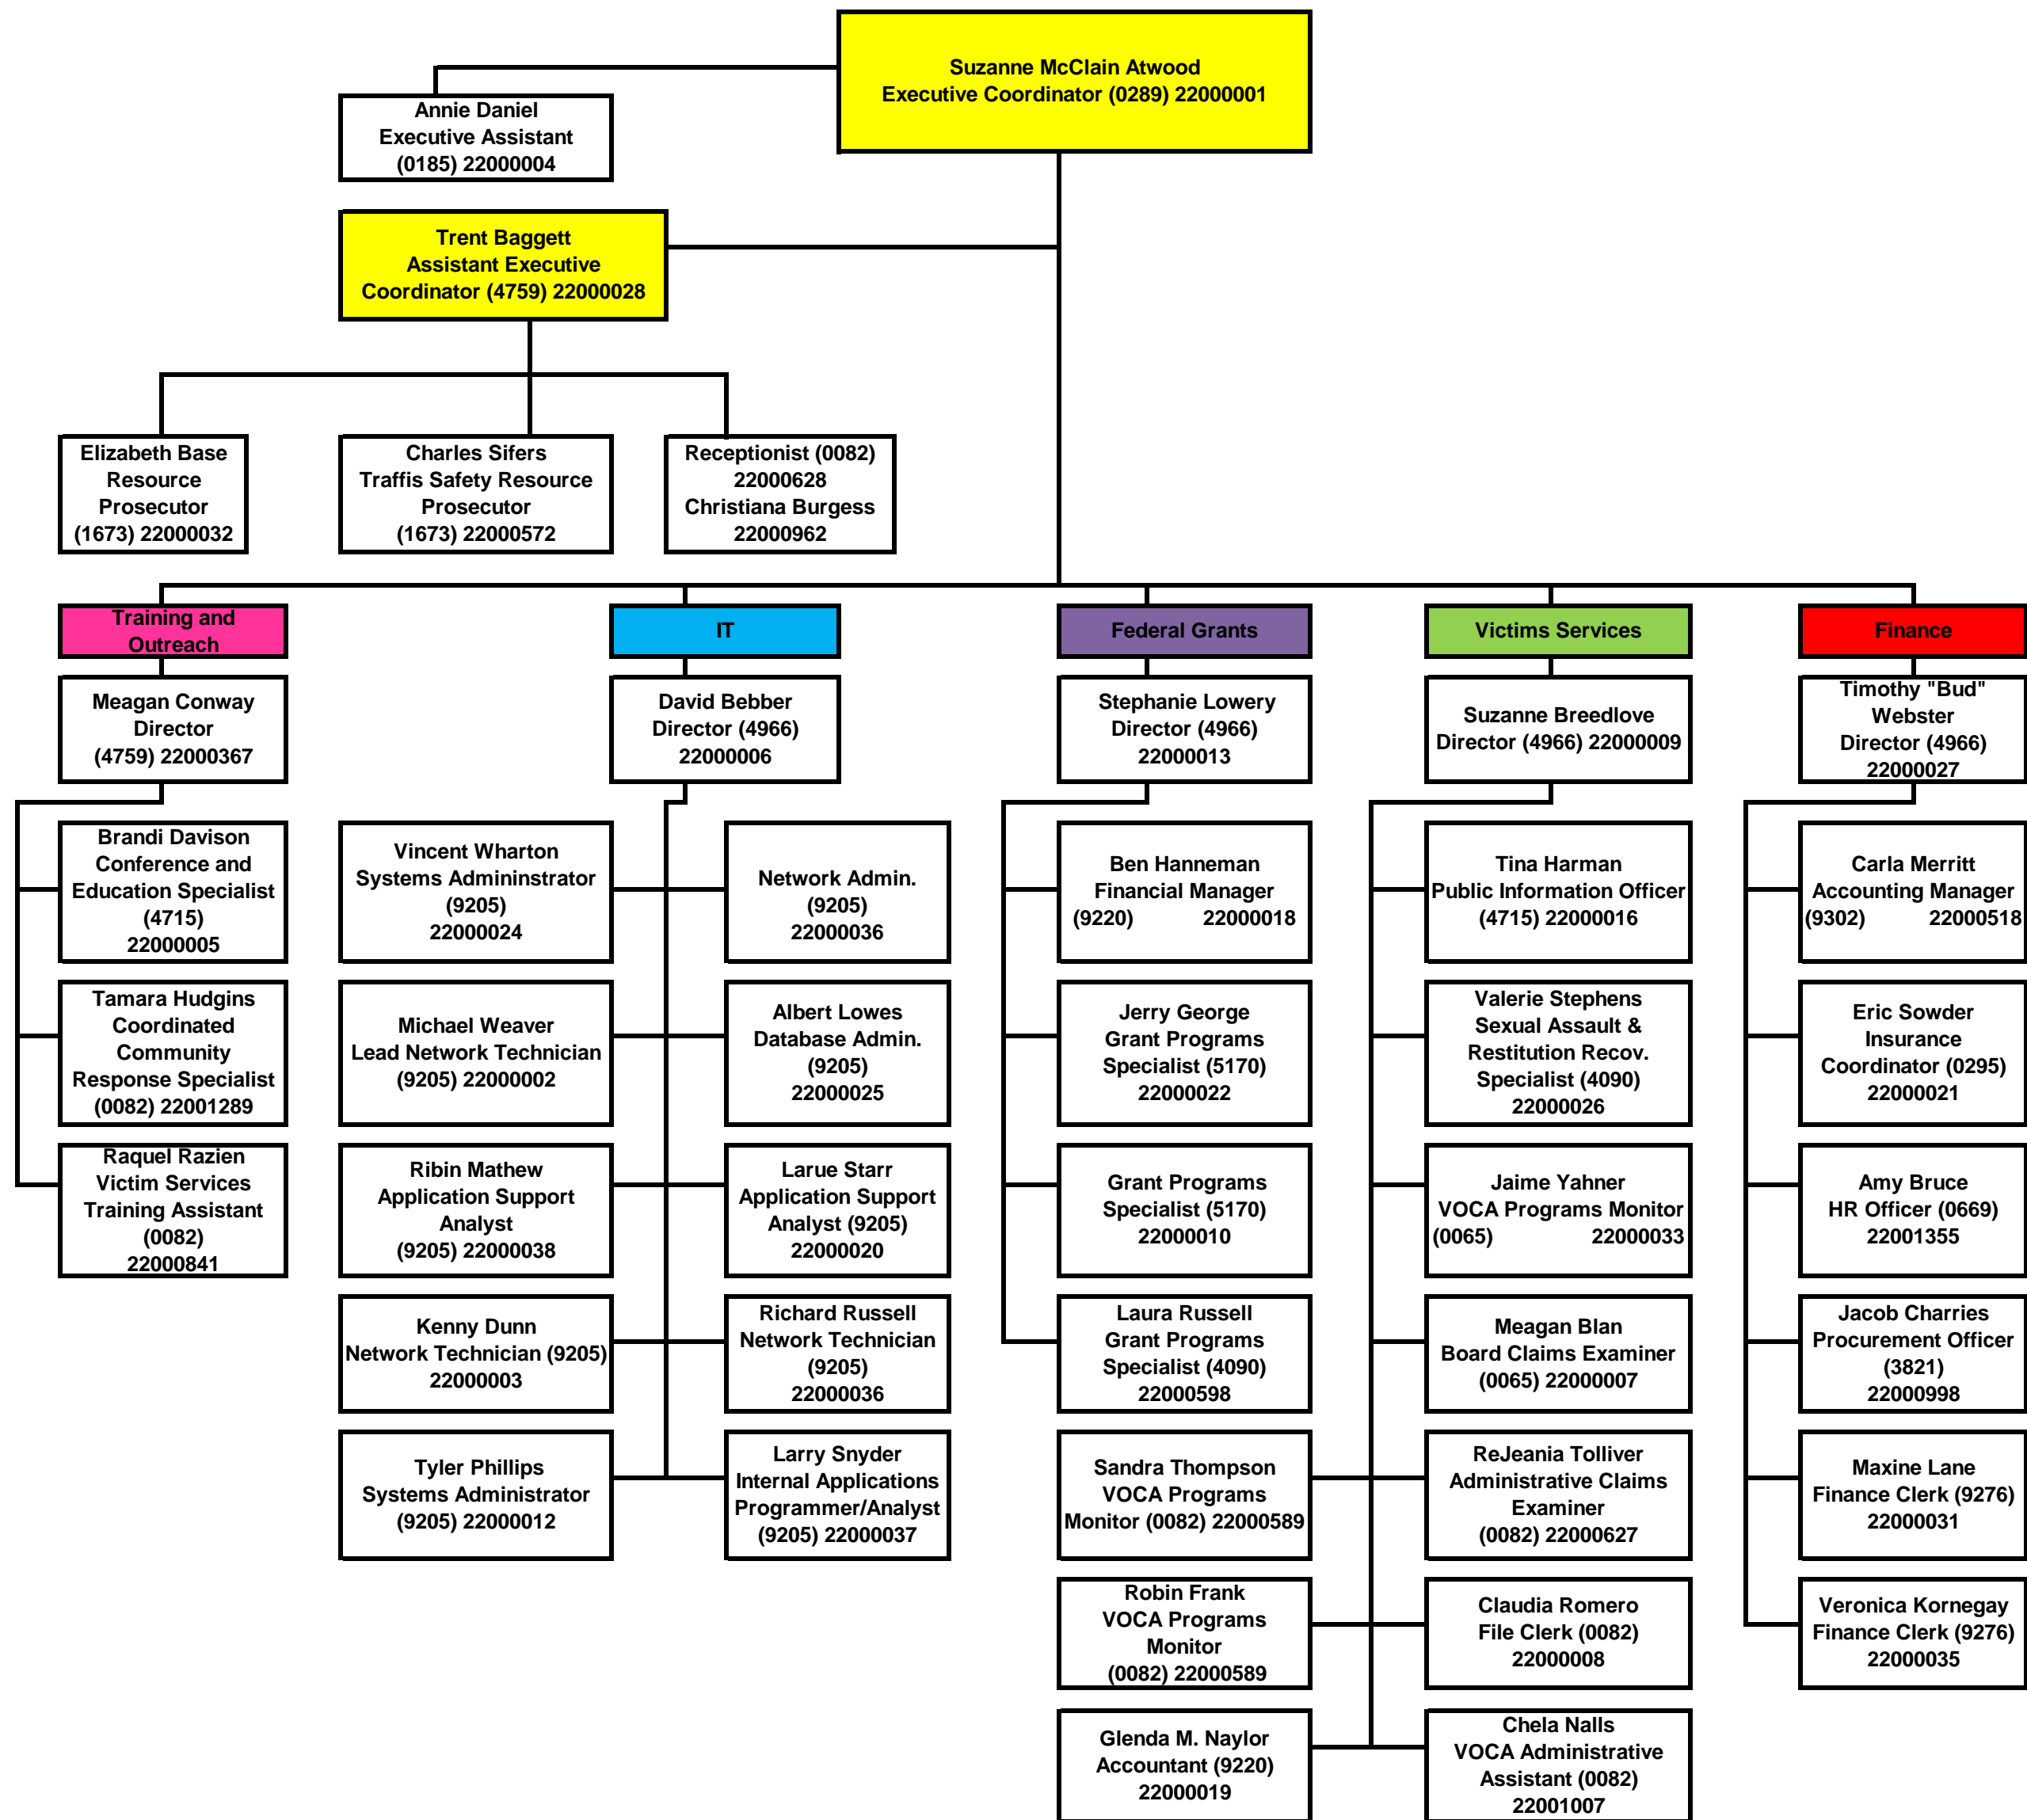 Suzanne McClain Atwood
Executive Coordinator (0289) 22000001
Annie Daniel
Executive Assistant
(0185) 22000004
Trent Baggett
Assistant Executive
Coordinator (4759) 22000028
Elizabeth Base
Resource
Prosecutor
(1673) 22000032
Charles Sifers
Traffis Safety Resource
Prosecutor
(1673) 22000572
Receptionist (0082)
22000628
Christiana Burgess
22000962
Training and
Outreach
IT
Federal Grants
Victims Services
Finance
Meagan Conway
Director
(4759) 22000367
David Bebber
Director (4966)
22000006
Stephanie Lowery
Director (4966)
22000013
Suzanne Breedlove
Director (4966) 22000009
Timothy "Bud"
Webster
Director (4966)
22000027
Brandi Davison
Conference and
Education Specialist
(4715)
22000005
Vincent Wharton
Systems Admininstrator
(9205)
22000024
Network Admin.
(9205)
22000036
Ben Hanneman
Financial Manager
(9220) 22000018
Tina Harman
Public Information Officer
(4715) 22000016
Carla Merritt
Accounting Manager
(9302) 22000518
Tamara Hudgins
Coordinated
Community
Response Specialist
(0082) 22001289
Michael Weaver
Lead Network Technician
(9205) 22000002
Albert Lowes
Database Admin.
(9205)
22000025
Jerry George
Grant Programs
Specialist (5170)
22000022
Valerie Stephens
Sexual Assault &
Restitution Recov.
Specialist (4090)
22000026
Eric Sowder
Insurance
Coordinator (0295)
22000021
Raquel Razien
Victim Services
Training Assistant
(0082)
22000841
Ribin Mathew
Application Support
Analyst
(9205) 22000038
Larue Starr
Application Support
Analyst (9205)
22000020
Grant Programs
Specialist (5170)
22000010
Jaime Yahner
VOCA Programs Monitor
(0065) 22000033
Amy Bruce
HR Officer (0669)
22001355
Kenny Dunn
Network Technician (9205)
22000003
Richard Russell
Network Technician
(9205)
22000036
Laura Russell
Grant Programs
Specialist (4090)
22000598
Meagan Blan
Board Claims Examiner
(0065) 22000007
Jacob Charries
Procurement Officer
(3821)
22000998
Tyler Phillips
Systems Administrator
(9205) 22000012
Larry Snyder
Internal Applications
Programmer/Analyst
(9205) 22000037
Sandra Thompson
VOCA Programs
Monitor (0082) 22000589
ReJeania Tolliver
Administrative Claims
Examiner
(0082) 22000627
Maxine Lane
Finance Clerk (9276)
22000031
Robin Frank
VOCA Programs
Monitor
(0082) 22000589
Claudia Romero
File Clerk (0082)
22000008
Veronica Kornegay
Finance Clerk (9276)
22000035
Glenda M. Naylor
Accountant (9220)
22000019
Chela Nalls
VOCA Administrative
Assistant (0082)
22001007